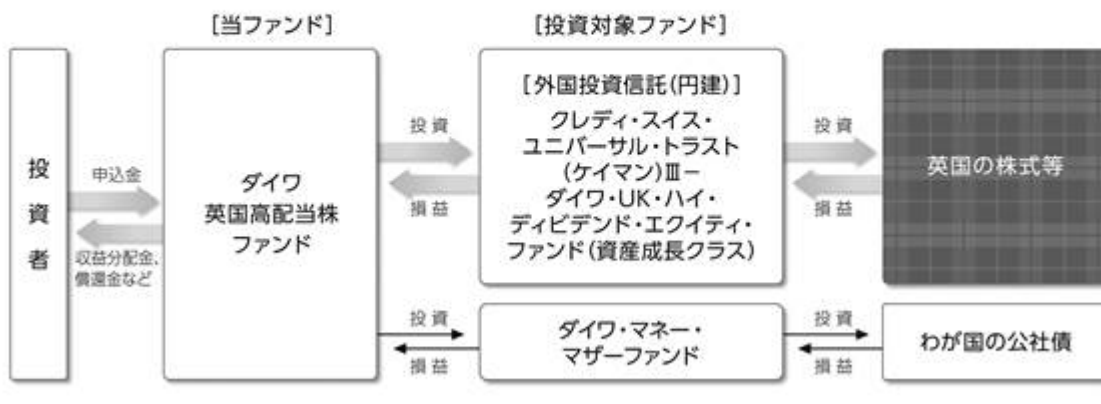 [当ファンド]
[投資対象ファンド]
投資者
申込金
収益分配金、
償還金など
ダイワ
英国高配当株
ファンド
投資
損益
[外国投資信託(円建)]
クレディ・スイス・
ユニバーサル・トラスト
(ケイマン)Ⅲ－
ダイワ・UK・ハイ・
ディビデンド・エクイティ・
ファンド(資産成長クラス)
投資
損益
英国の株式等
投資
損益
ダイワ・マネー・
マザーファンド
投資
損益
わが国の公社債